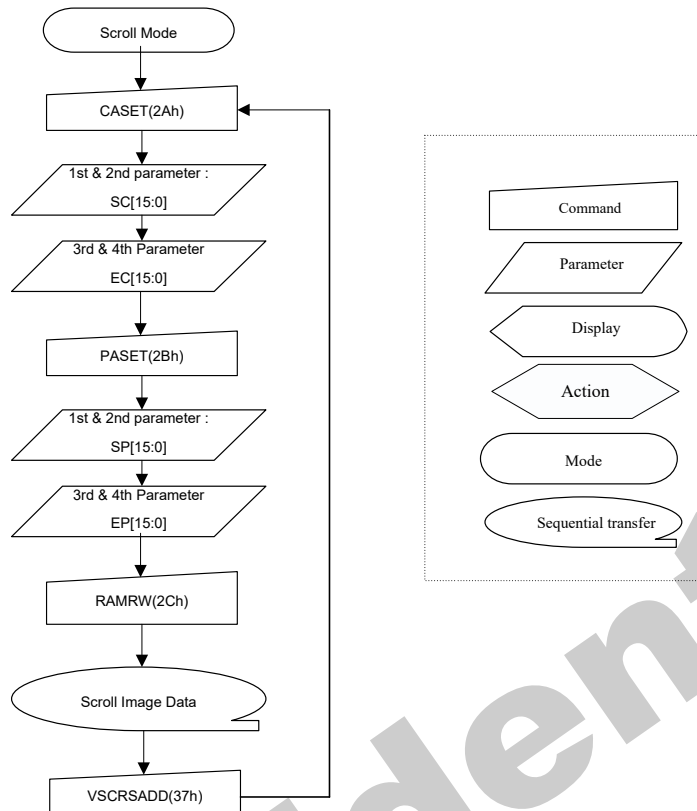 Scroll Mode
CASET(2Ah)
1st & 2nd parameter :
SC[15:0]
3rd & 4th Parameter
EC[15:0]
PASET(2Bh)
1st & 2nd parameter :
SP[15:0]
3rd & 4th Parameter
EP[15:0]
RAMRW(2Ch)
Scroll Image Data
VSCRSADD(37h)
Command
Parameter
Display
Action
Mode
Sequential transfer
ident